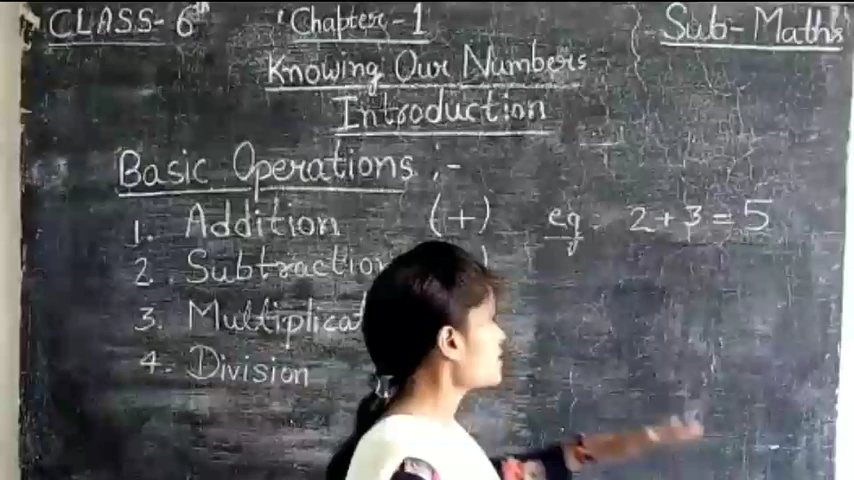 CLASS- 6th 'Chapter-1 Sub-Maths
Knowing Our Numbers
Introduction
Basic Operations :-
1. Addition (+) eg 2+3=5
2. Subtraction )
3. Multiplicat
4. Division